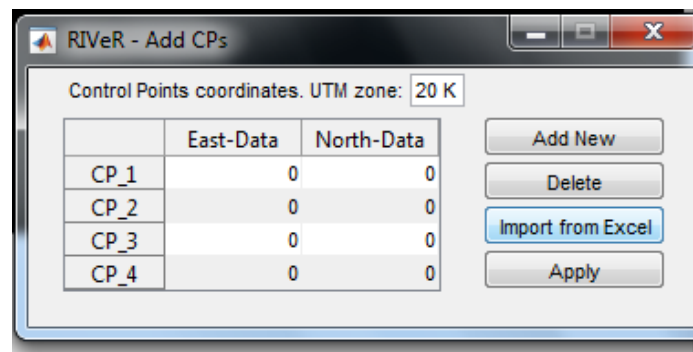 RIVeR - Add CPs
Control Points coordinates. UTM zone: 20 K
East-Data North-Data
CP_1 0 0
CP_2 0 0
CP_3 0 0
CP_4 0 0
Add New
Delete
Import from Excel
Apply